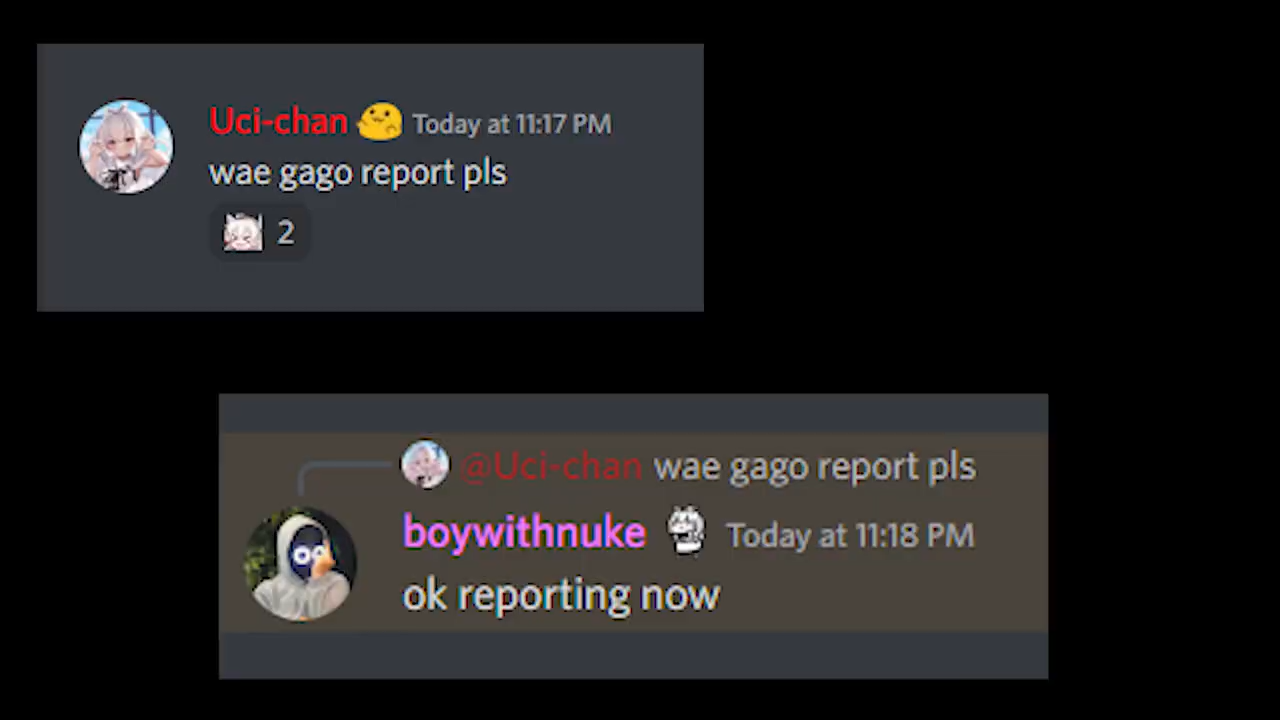 Uci-chan Today at 11:17 PM
wae gago report pls
2
@Uci-chan wae gago report pls
boywithnuke Today at 11:18 PM
ok reporting now